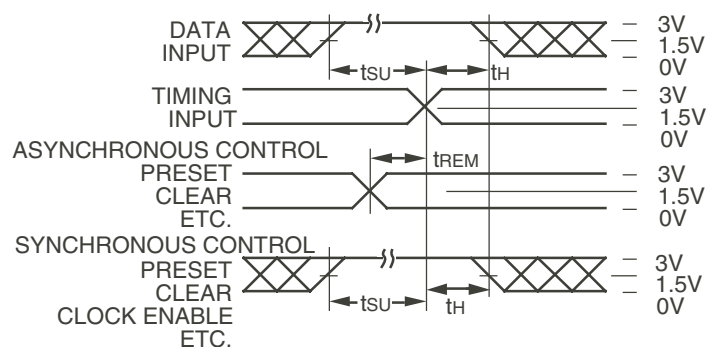 DATA
INPUT
tSU
tH
3V
1.5V
0V
TIMING
INPUT
3V
1.5V
0V
ASYNCHRONOUS CONTROL
PRESET
CLEAR
ETC.
tREM
3V
1.5V
0V
SYNCHRONOUS CONTROL
PRESET
CLEAR
CLOCK ENABLE
ETC.
tSU
tH
3V
1.5V
0V